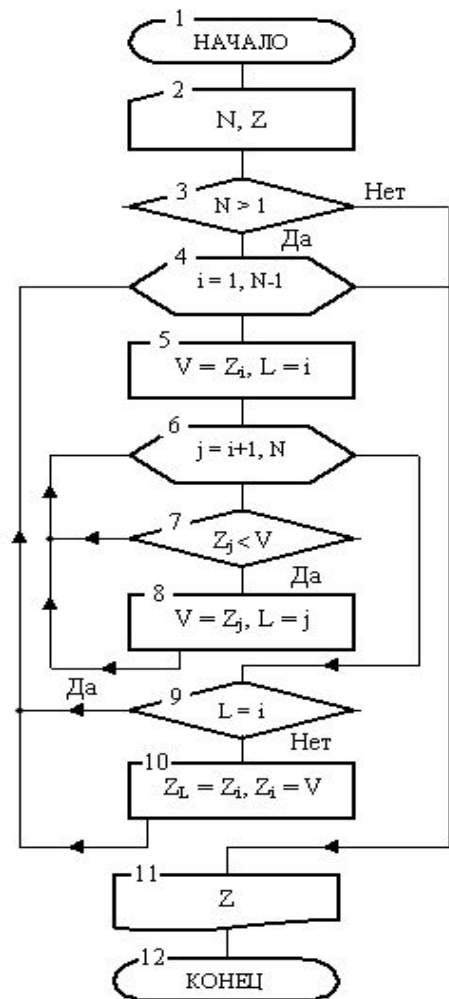 1
НАЧАЛО
2
N, Z
3
N > 1
Нет
Да
4
i = 1, N-1
5
V = Zi, L = i
6
j = i+1, N
7
Zj < V
Да
8
V = Zj, L = j
Да
9
L = i
Нет
10
ZL = Zi, Zi = V
11
Z
12
КОНЕЦ